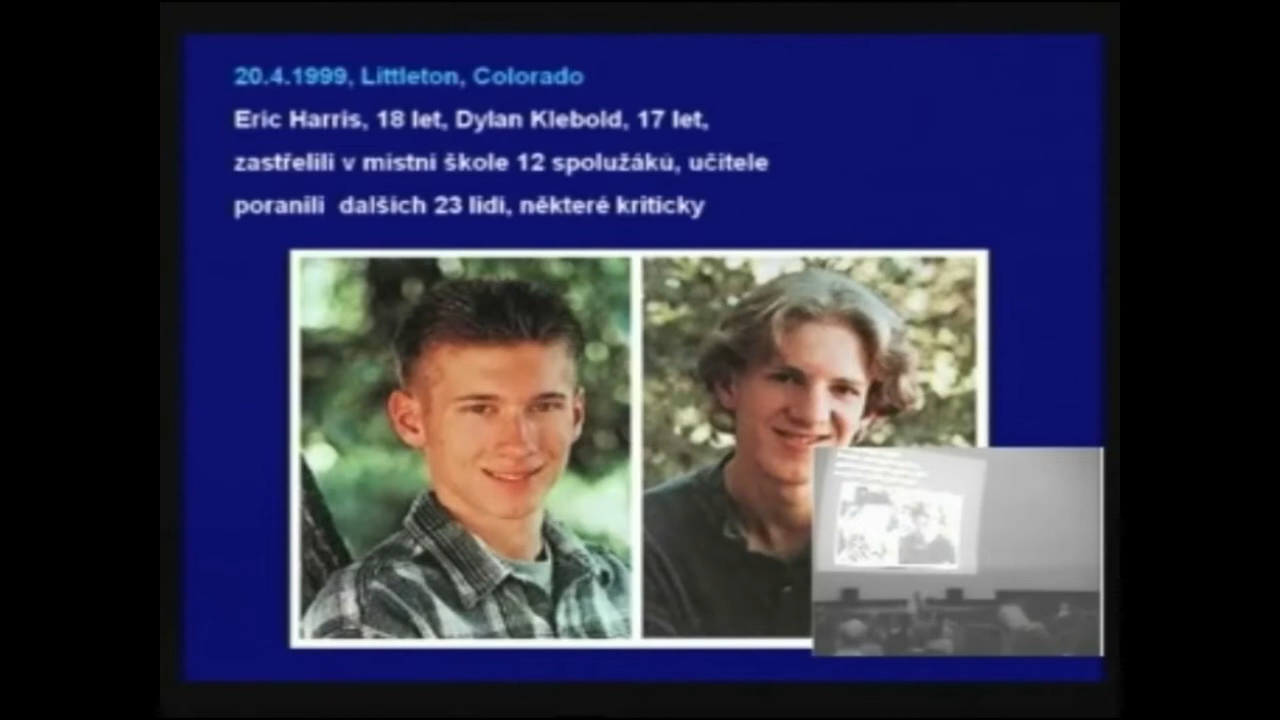 20.4.1999, Littleton, Colorado
Eric Harris, 18 let, Dylan Klebold, 17 let,
zastřelili v místní škole 12 spolužáků, učitele
poranili dalších 23 lidí, některé kriticky